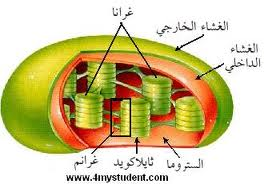 غرانا
الغشاء الخارجي
الغشاء
الداخلي
غرانم
ثايلاكويد
الستروما
www.4mystudent.com